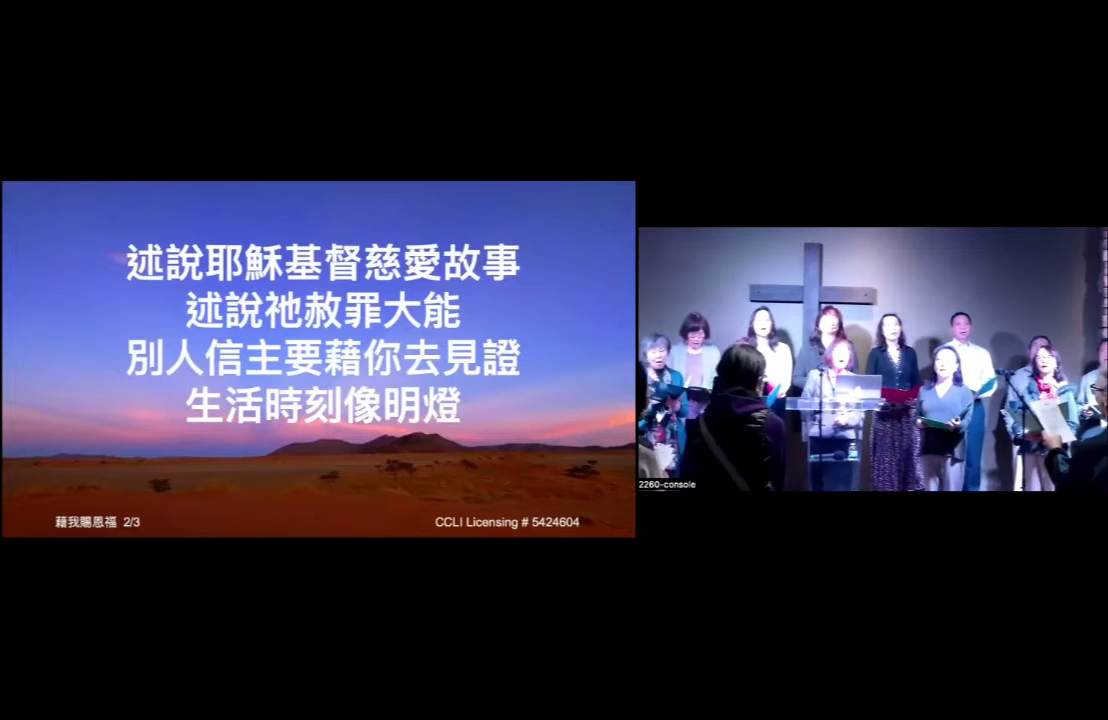 述說耶穌基督慈愛故事
述說祂赦罪大能
別人信主要藉你去見證
生活時刻像明燈
藉我賜恩福 2/3
CCLI Licensing # 5424604
2260-console